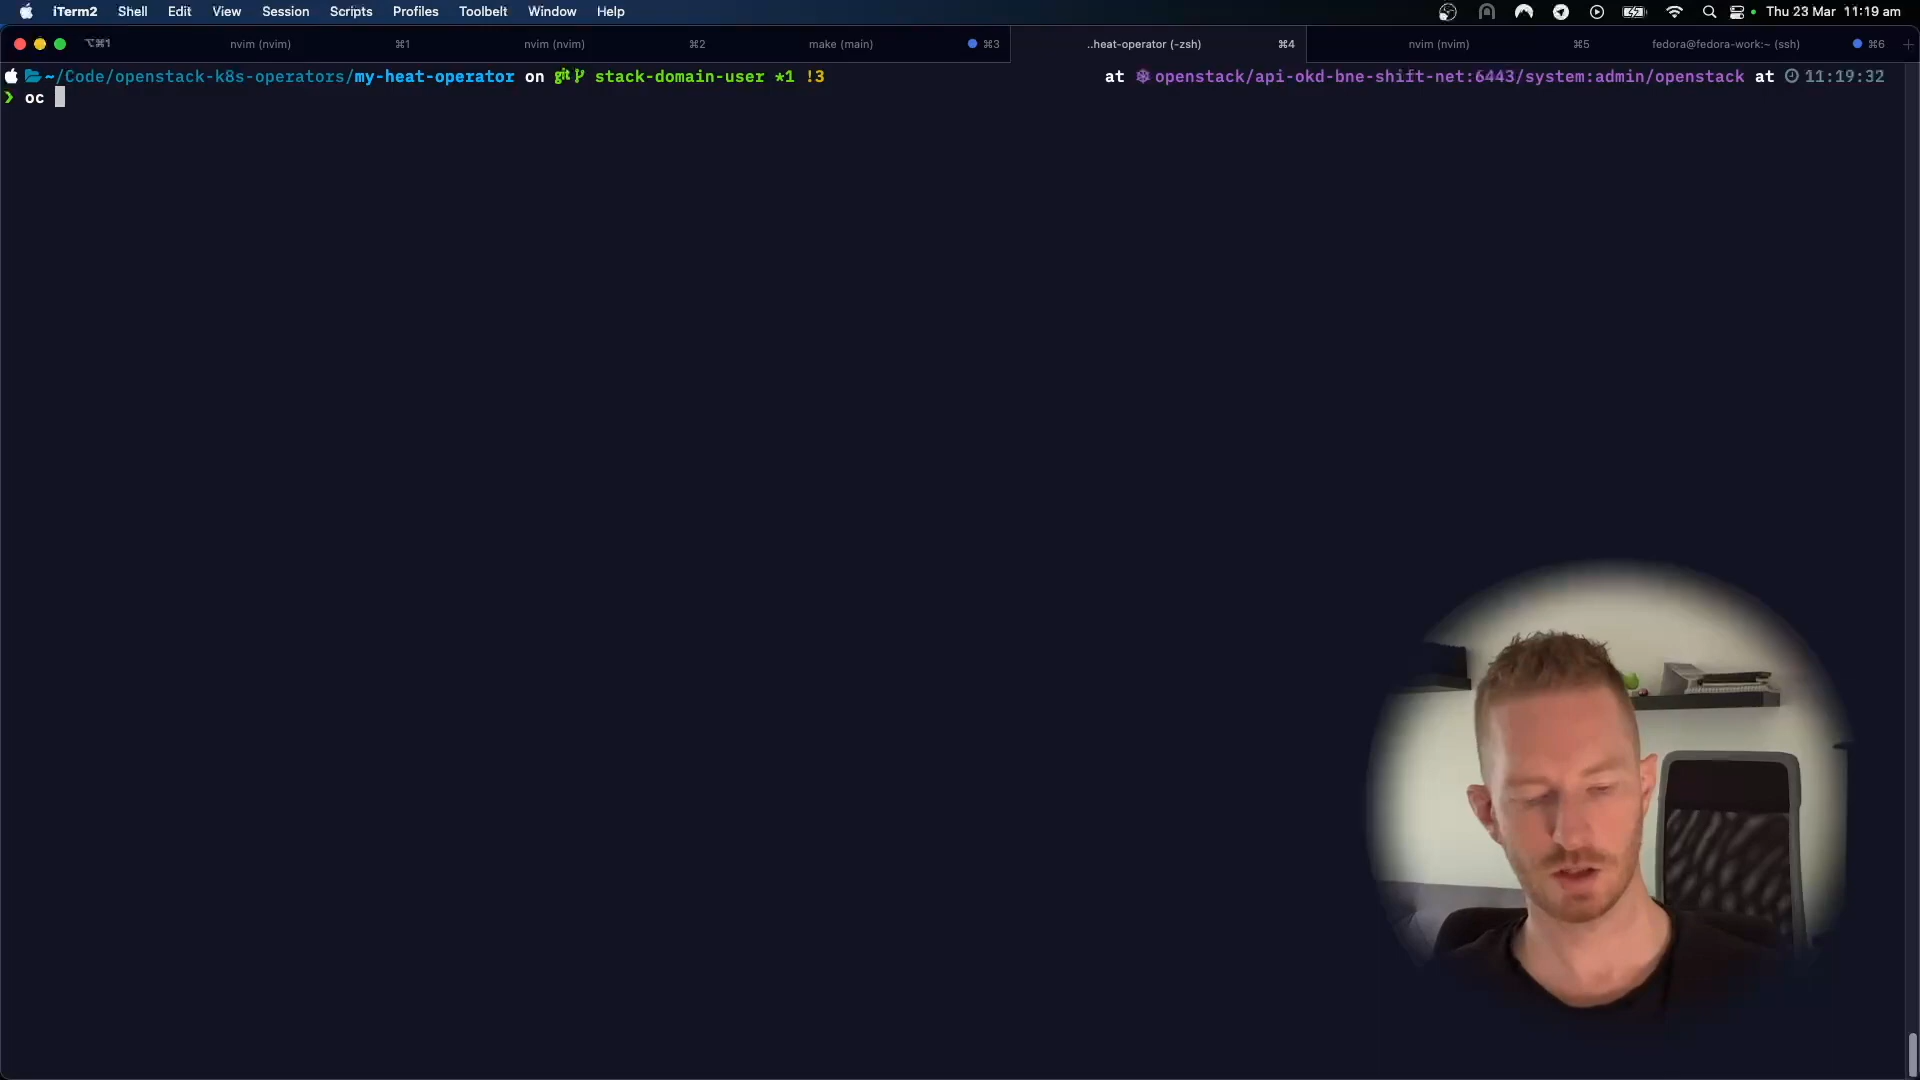 iTerm2 Shell Edit View Session Scripts Profiles Toolbelt Window Help Thu 23 Mar 11:19 am
⌥⌘1 nvim (nvim) ⌘1 nvim (nvim) ⌘2 make (main) ⌘3 ..heat-operator (-zsh) ⌘4 nvim (nvim) ⌘5 fedora@fedora-work:~ (ssh) ⌘6
~/Code/openstack-k8s-operators/my-heat-operator on git stack-domain-user *1 !3 at openstack/api-okd-bne-shift-net:6443/system:admin/openstack at 11:19:32
❯ oc